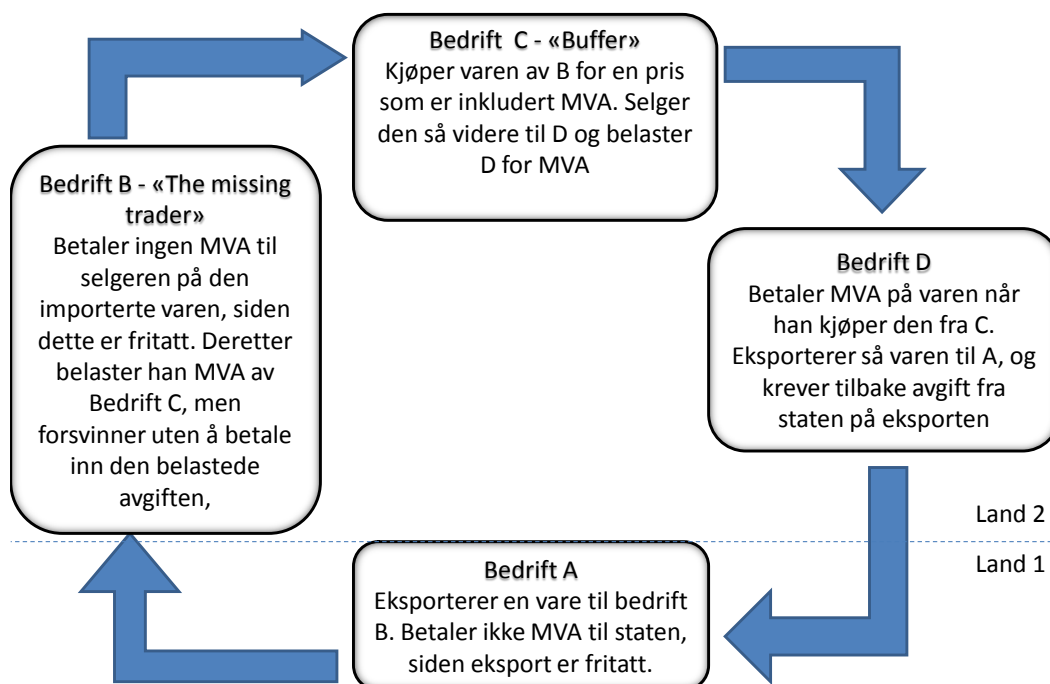 Bedrift C - «Buffer»
Kjøper varen av B for en pris
som er inkludert MVA. Selger
den så videre til D og belaster
D for MVA
Bedrift B - «The missing
trader»
Betaler ingen MVA til
selgeren på den
importerte varen, siden
dette er fritatt. Deretter
belaster han MVA av
Bedrift C, men
forsvinner uten å betale
inn den belastede
avgiften,
Bedrift D
Betaler MVA på varen når
han kjøper den fra C.
Eksporterer så varen til A, og
krever tilbake avgift fra
staten på eksporten
Land 2
Land 1
Bedrift A
Eksporterer en vare til bedrift
B. Betaler ikke MVA til staten,
siden eksport er fritatt.